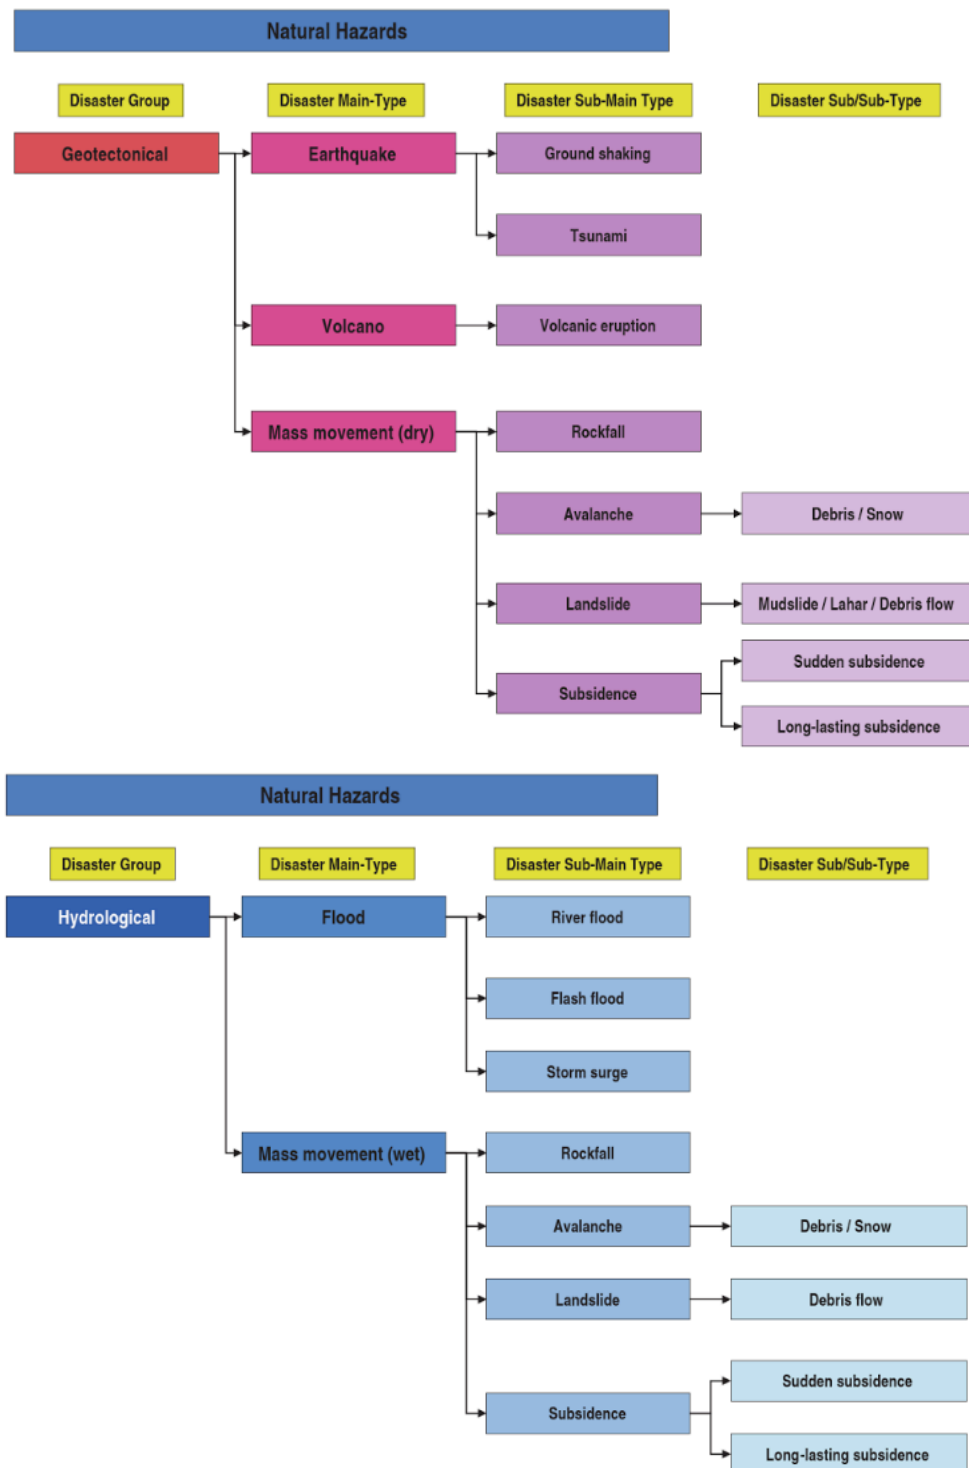 Natural Hazards
Disaster Group
Disaster Main-Type
Disaster Sub-Main Type
Disaster Sub/Sub-Type
Geotectonical
Earthquake
Ground shaking
Tsunami
Volcano
Volcanic eruption
Mass movement (dry)
Rockfall
Avalanche
Debris / Snow
Landslide
Mudslide / Lahar / Debris flow
Subsidence
Sudden subsidence
Long-lasting subsidence
Natural Hazards
Disaster Group
Disaster Main-Type
Disaster Sub-Main Type
Disaster Sub/Sub-Type
Hydrological
Flood
River flood
Flash flood
Storm surge
Mass movement (wet)
Rockfall
Avalanche
Debris / Snow
Landslide
Debris flow
Subsidence
Sudden subsidence
Long-lasting subsidence